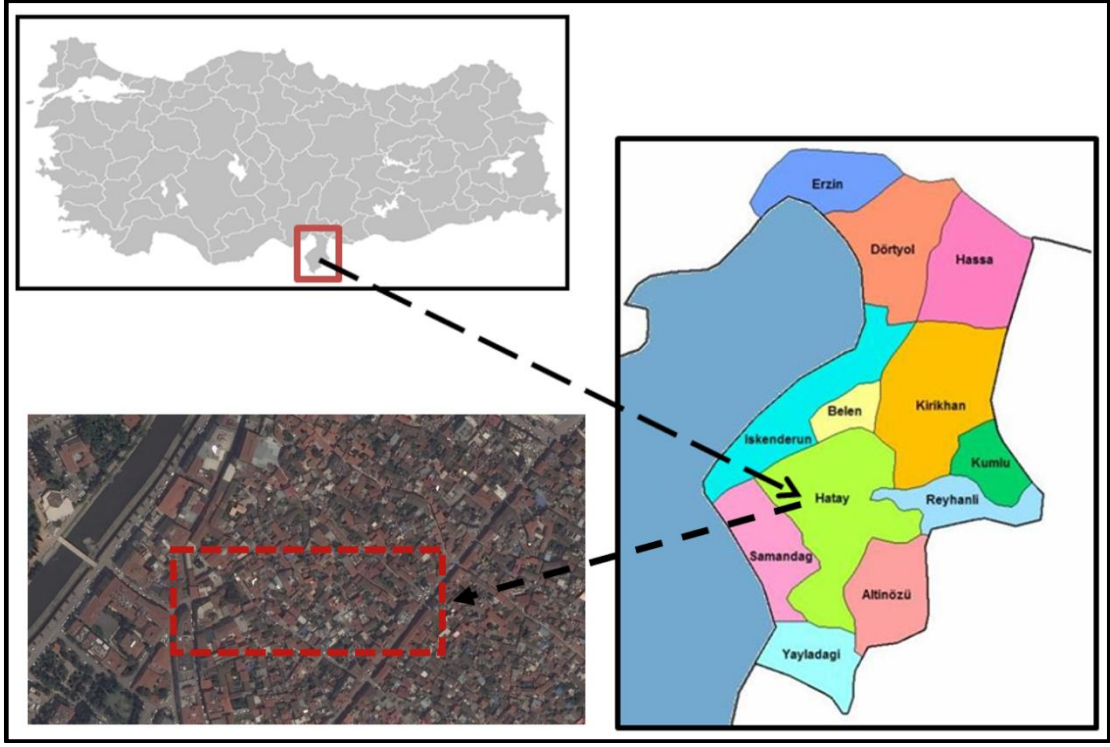 Erzin
Dörtyol
Hassa
Kirikhan
Belen
Iskenderun
Kumlu
Hatay
Reyhanli
Samandag
Altinözü
Yayladagi